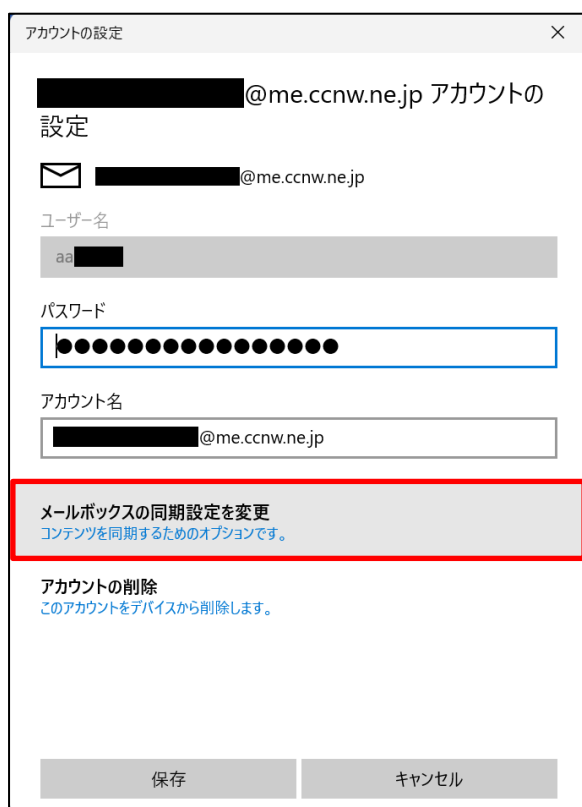 アカウントの設定
@me.ccnw.ne.jp アカウントの
設定
@me.ccnw.ne.jp
ユーザー名
aa
パスワード
●●●●●●●●●●●●●●●●
アカウント名
@me.ccnw.ne.jp
メールボックスの同期設定を変更
コンテンツを同期するためのオプションです。
アカウントの削除
このアカウントをデバイスから削除します。
保存 キャンセル